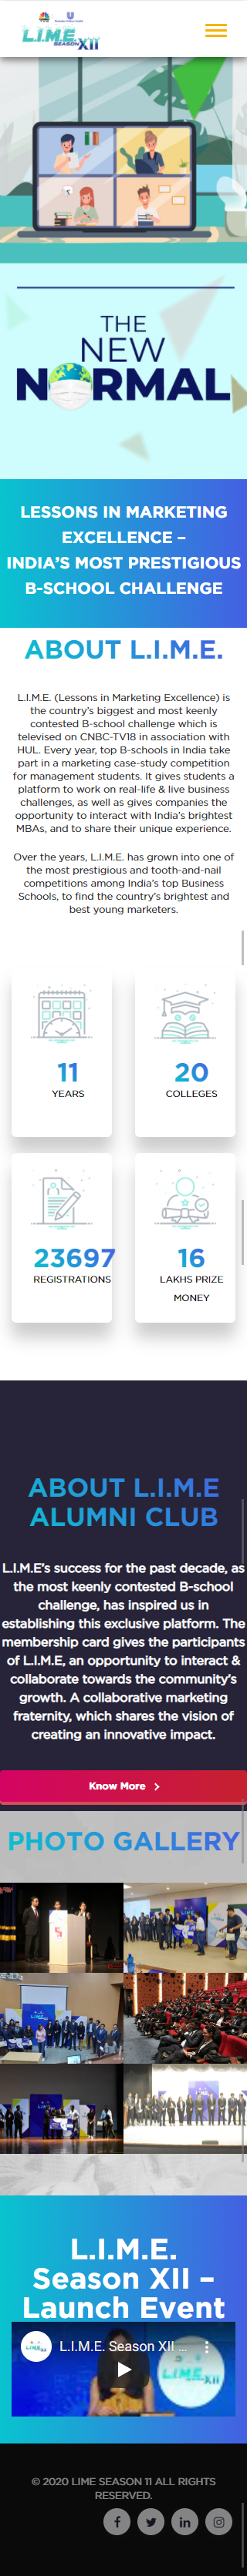 L.I.M.E.
SEASON XII
THE
NEW
NORMAL
LESSONS IN MARKETING
EXCELLENCE –
INDIA'S MOST PRESTIGIOUS
B-SCHOOL CHALLENGE
ABOUT L.I.M.E.
L.I.M.E. (Lessons in Marketing Excellence) is
the country's biggest and most keenly
contested B-school challenge which is
televised on CNBC-TV18 in association with
HUL. Every year, top B-schools in India take
part in a marketing case-study competition
for management students. It gives students a
platform to work on real-life & live business
challenges, as well as gives companies the
opportunity to interact with India's brightest
MBAs, and to share their unique experience.
Over the years, L.I.M.E. has grown into one of
the most prestigious and tooth-and-nail
competitions among India's top Business
Schools, to find the country's brightest and
best young marketers.
11
YEARS
20
COLLEGES
23697
REGISTRATIONS
16
LAKHS PRIZE
MONEY
ABOUT L.I.M.E
ALUMNI CLUB
L.I.M.E's success for the past decade, as
the most keenly contested B-school
challenge, has inspired us in
establishing this exclusive platform. The
membership card gives the participants
of L.I.M.E, an opportunity to interact &
collaborate towards the community's
growth. A collaborative marketing
fraternity, which shares the vision of
creating an innovative impact.
Know More
PHOTO GALLERY
L.I.M.E.
Season XII –
Launch Event
L.I.M.E. Season XII ...
© 2020 LIME SEASON 11 ALL RIGHTS
RESERVED.